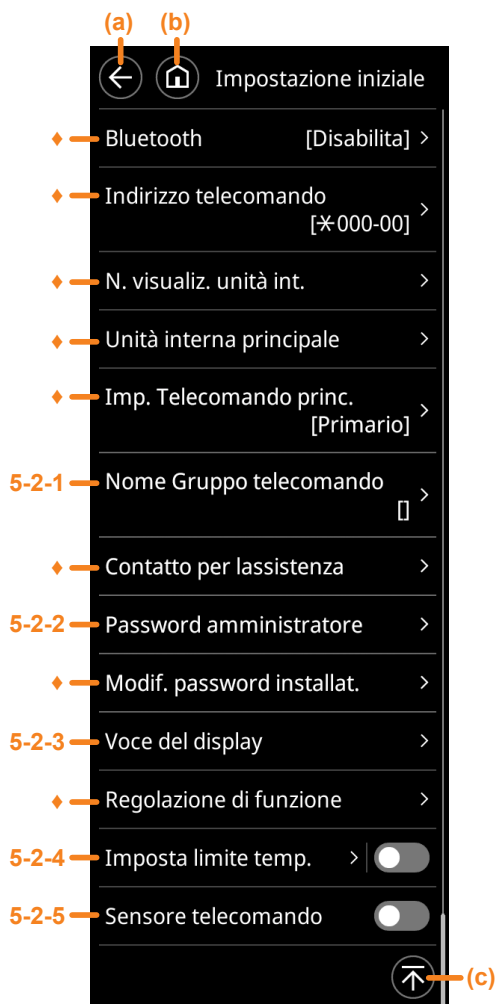 (a) (b)
Impostazione iniziale
♦ Bluetooth [Disabilita] >
♦ Indirizzo telecomando
[⚹000-00] >
♦ N. visualiz. unità int. >
♦ Unità interna principale >
♦ Imp. Telecomando princ.
[Primario] >
5-2-1 Nome Gruppo telecomando
[] >
♦ Contatto per lassistenza >
5-2-2 Password amministratore >
♦ Modif. password installat. >
5-2-3 Voce del display >
♦ Regolazione di funzione >
5-2-4 Imposta limite temp. >
5-2-5 Sensore telecomando
(c)